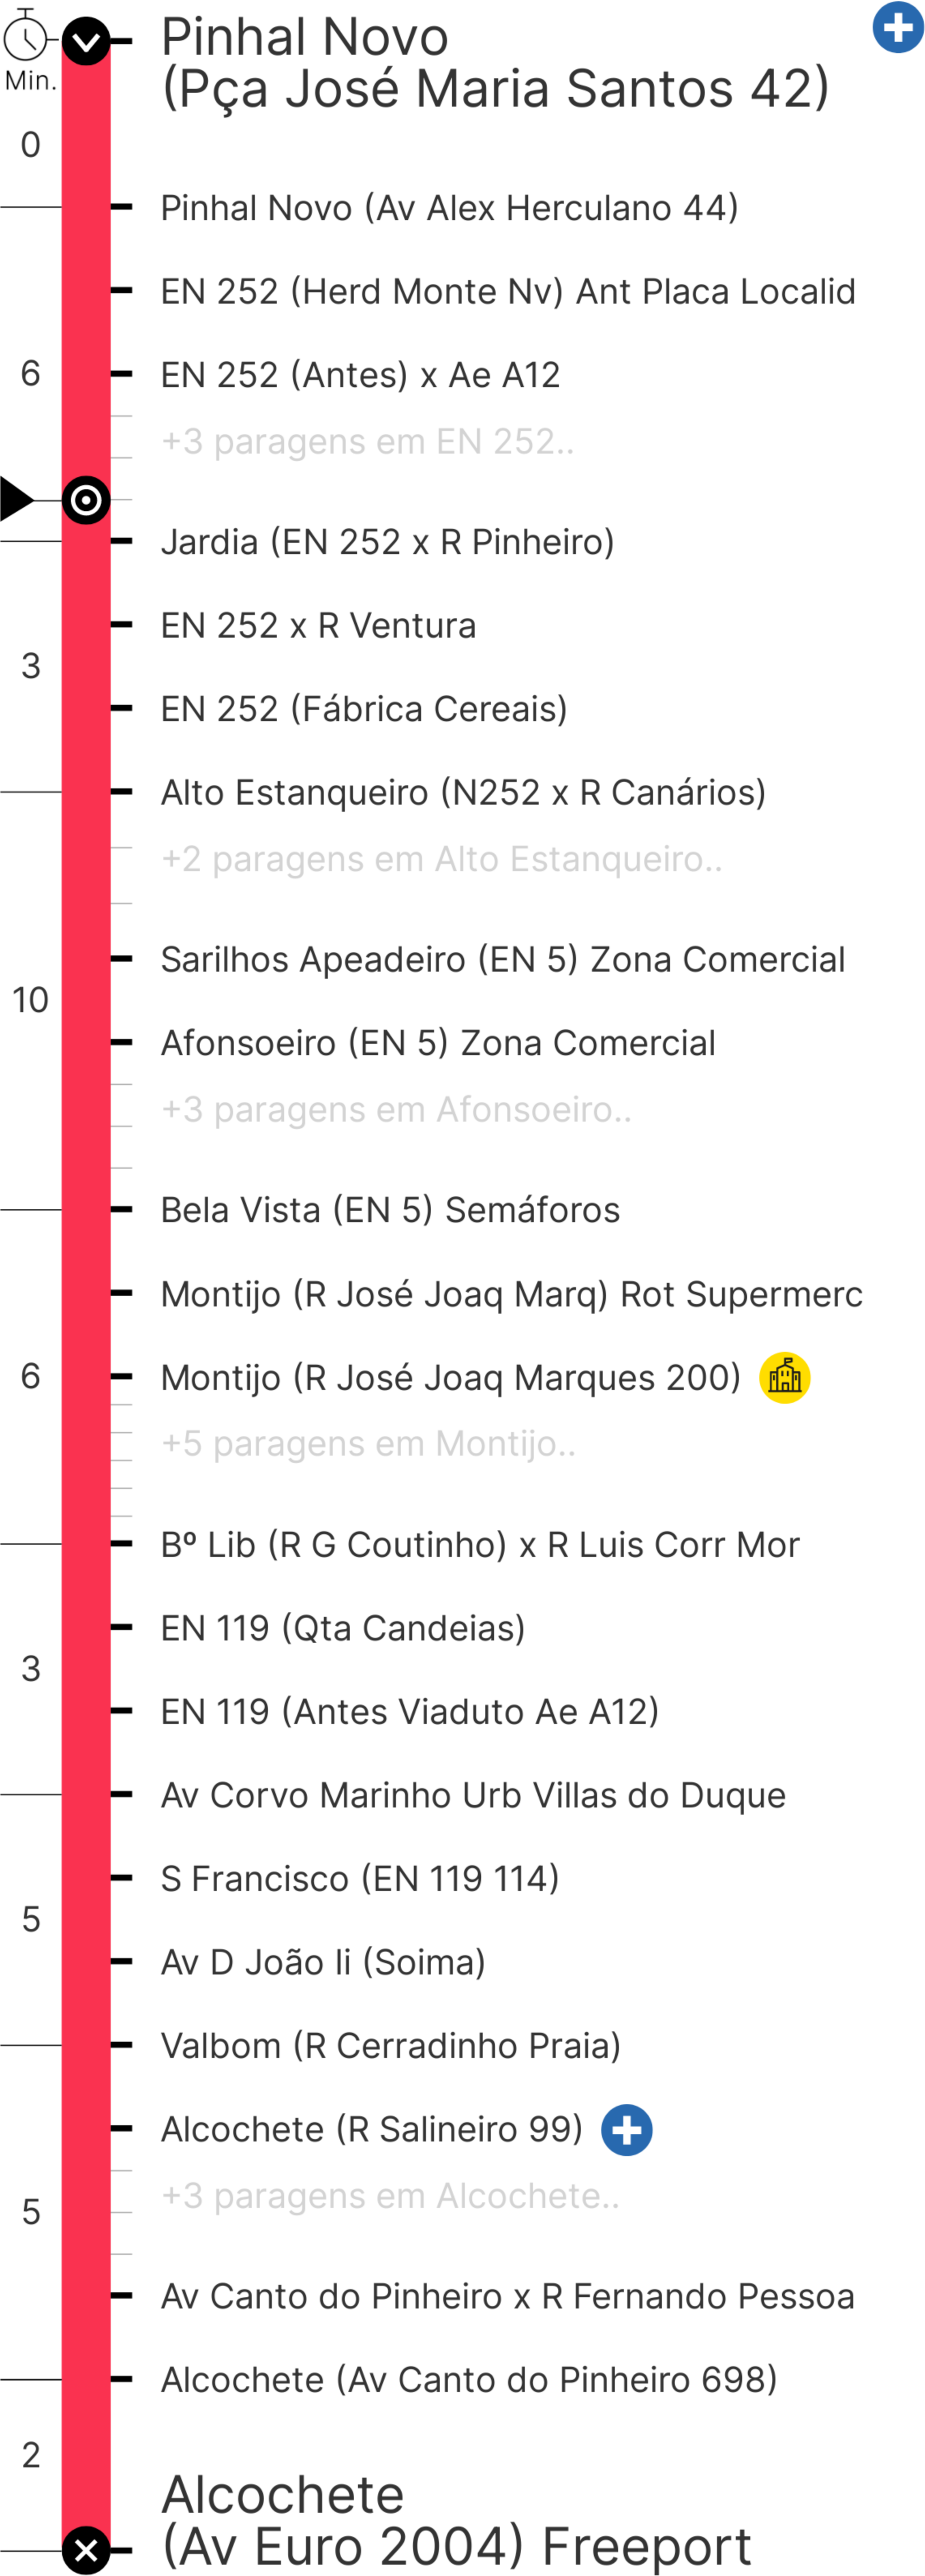 Pinhal Novo
(Pça José Maria Santos 42)
Min.
0
Pinhal Novo (Av Alex Herculano 44)
EN 252 (Herd Monte Nv) Ant Placa Localid
6
EN 252 (Antes) x Ae A12
+3 paragens em EN 252..
Jardia (EN 252 x R Pinheiro)
EN 252 x R Ventura
3
EN 252 (Fábrica Cereais)
Alto Estanqueiro (N252 x R Canários)
+2 paragens em Alto Estanqueiro..
Sarilhos Apeadeiro (EN 5) Zona Comercial
10
Afonsoeiro (EN 5) Zona Comercial
+3 paragens em Afonsoeiro..
Bela Vista (EN 5) Semáforos
Montijo (R José Joaq Marq) Rot Supermerc
6
Montijo (R José Joaq Marques 200)
+5 paragens em Montijo..
Bº Lib (R G Coutinho) x R Luis Corr Mor
EN 119 (Qta Candeias)
3
EN 119 (Antes Viaduto Ae A12)
Av Corvo Marinho Urb Villas do Duque
S Francisco (EN 119 114)
5
Av D João Ii (Soima)
Valbom (R Cerradinho Praia)
Alcochete (R Salineiro 99)
+3 paragens em Alcochete..
5
Av Canto do Pinheiro x R Fernando Pessoa
Alcochete (Av Canto do Pinheiro 698)
2
Alcochete
(Av Euro 2004) Freeport